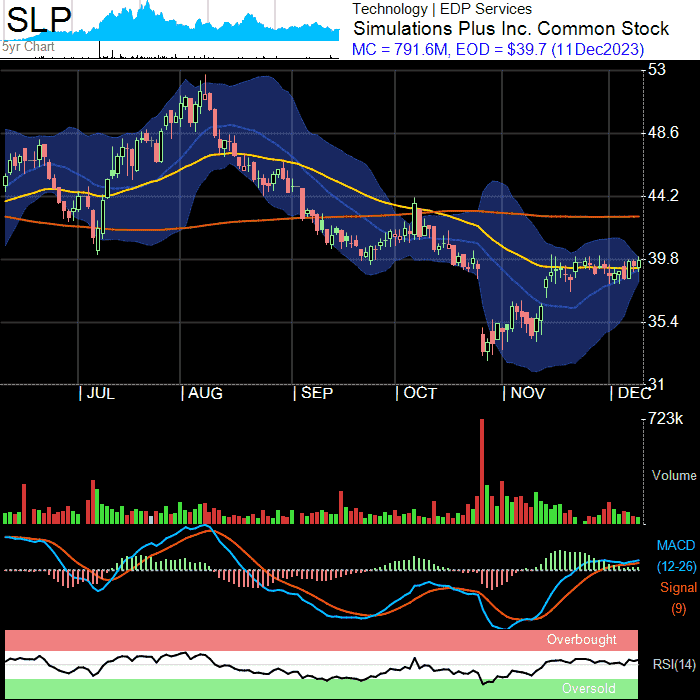 SLP
5yr Chart
Technology | EDP Services
Simulations Plus Inc. Common Stock
MC = 791.6M, EOD = $39.7 (11Dec2023)
53
48.6
44.2
39.8
35.4
31
| JUL | AUG | SEP | OCT | NOV | DEC
723k
Volume
MACD
(12-26)
Signal
(9)
Overbought
RSI(14)
Oversold